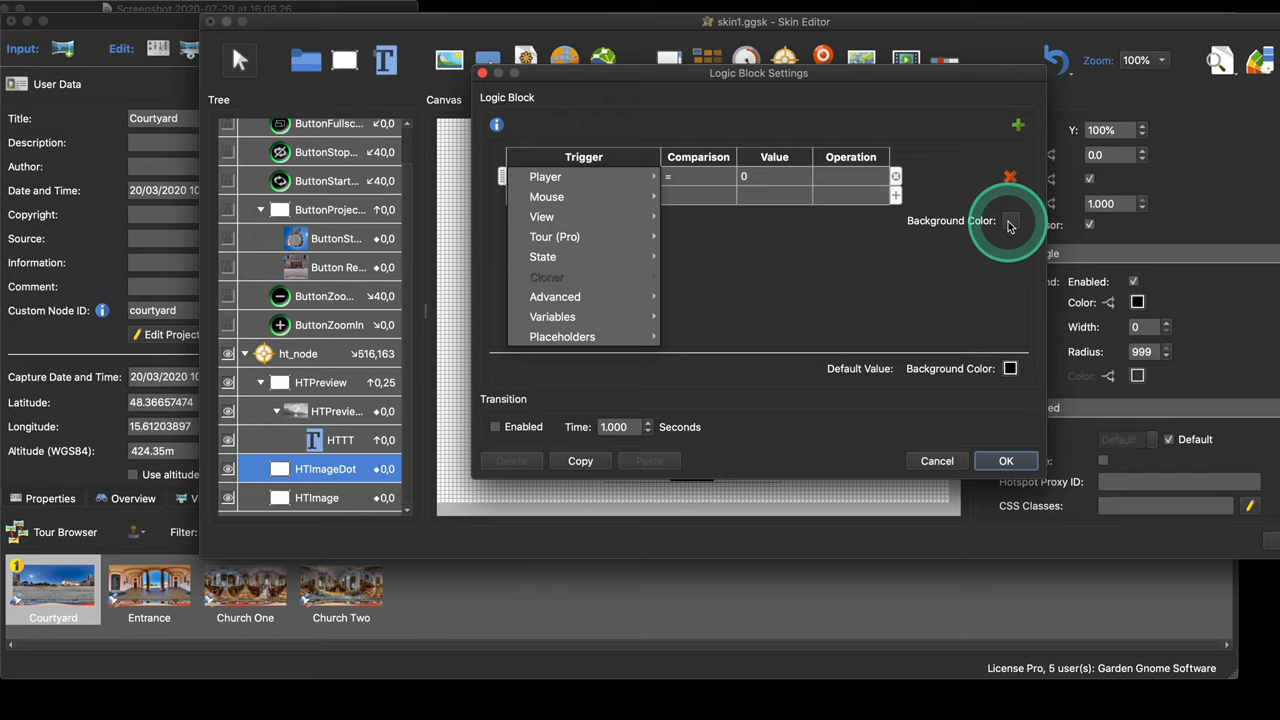 Screenshot 2020-07-29 at 16.08.26
skin1.ggsk - Skin Editor
Input:
Edit:
Zoom: 100%
User Data
Title: Courtyard
Description:
Author:
Date and Time: 20/03/2020 10
Copyright:
Source:
Information:
Comment:
Custom Node ID: courtyard
Edit Project
Capture Date and Time: 20/03/2020 10
Latitude: 48.36657474
Longitude: 15.61203897
Altitude (WGS84): 424.35m
Use altitude
Properties
Overview
Tour Browser
Filter:
1
Courtyard
Entrance
Church One
Church Two
Tree
Canvas
ButtonFullsc...
↙40,0
ButtonStop...
↙40,0
ButtonStart...
↙40,0
ButtonProjec...
↑0,0
ButtonSt...
◆0,0
Button Re...
◆0,0
ButtonZoo...
↘40,0
ButtonZoomIn
↘0,0
ht_node
↘516,163
HTPreview
↑0,25
HTPrevie...
◆0,0
T HTTT
↑0,0
HTImageDot
◆0,0
HTImage
◆0,0
Logic Block Settings
Logic Block
Trigger
Comparison
Value
Operation
=
0
Player
Mouse
View
Tour (Pro)
State
Cloner
Advanced
Variables
Placeholders
Background Color:
Default Value:
Background Color:
Transition
Enabled
Time: 1.000 Seconds
Delete
Copy
Paste
Cancel
OK
Y: 100%
0.0
1.000
Enabled:
Color:
Width: 0
Radius: 999
Color:
Default
Default
Hotspot Proxy ID:
CSS Classes:
License Pro, 5 user(s): Garden Gnome Software